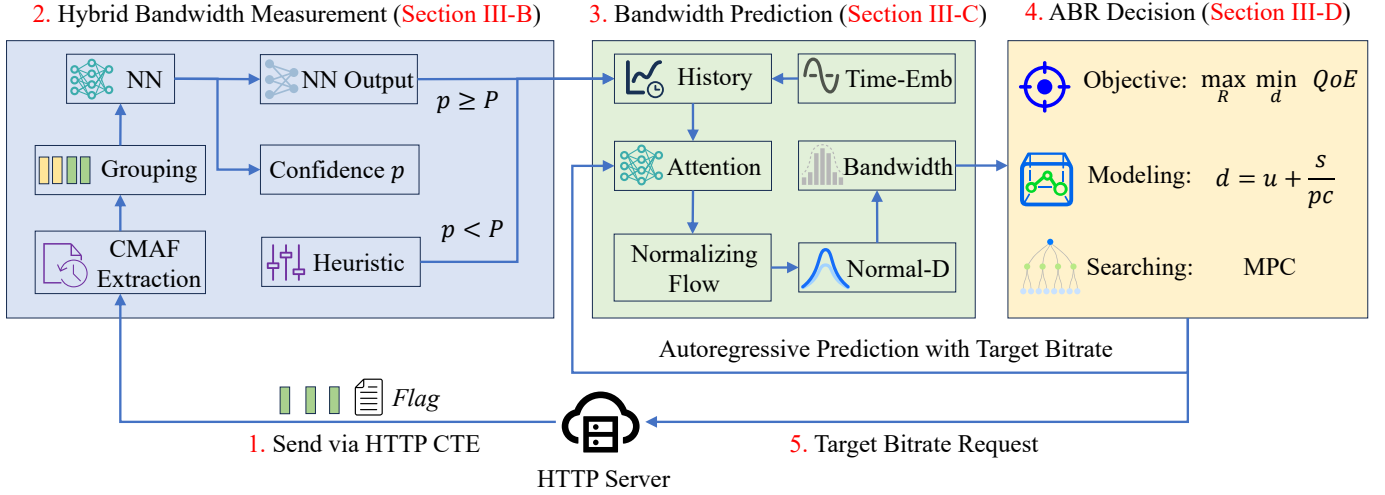 2. Hybrid Bandwidth Measurement (Section III-B)
NN
NN Output
p ≥ P
Grouping
Confidence p
CMAF
Extraction
Heuristic
p < P
3. Bandwidth Prediction (Section III-C)
History
Time-Emb
Attention
Bandwidth
Normalizing
Flow
Normal-D
4. ABR Decision (Section III-D)
Objective: max_R min_d QoE
Modeling: d = u + s/pc
Searching: MPC
Autoregressive Prediction with Target Bitrate
Flag
1. Send via HTTP CTE
HTTP Server
5. Target Bitrate Request